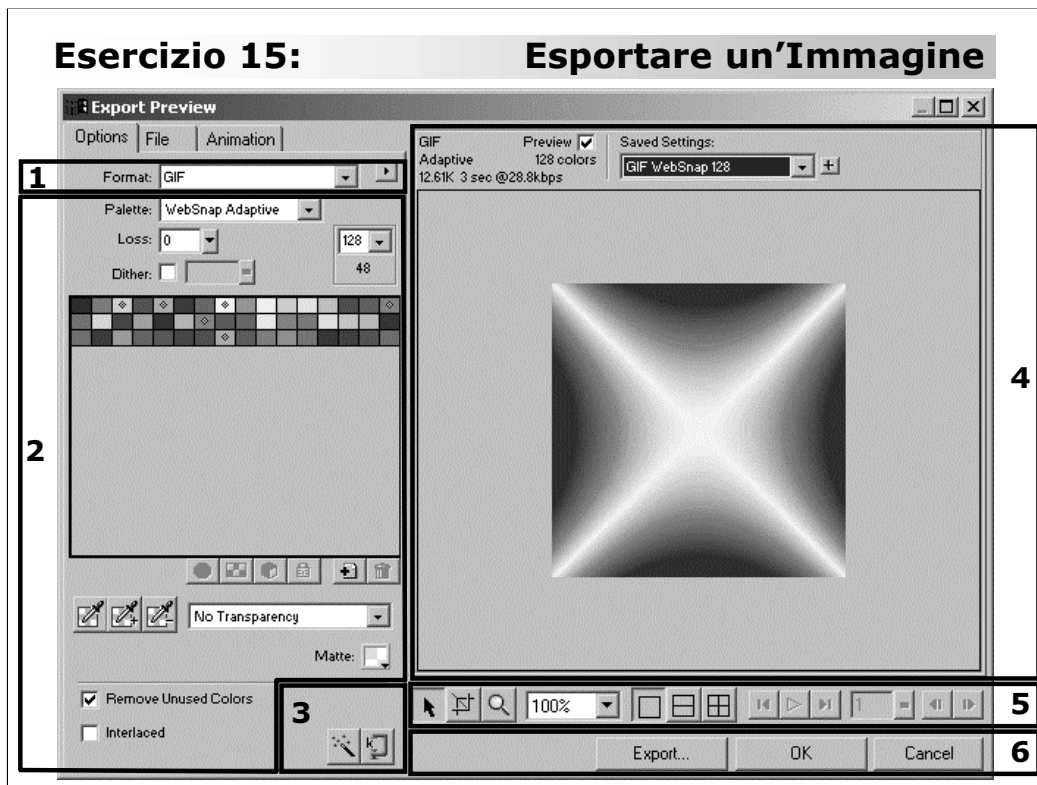 Esercizio 15: Esportare un'Immagine
Export Preview
Options File Animation
1
Format: GIF
2
Palette: WebSnap Adaptive
Loss: 0
128
Dither:
48
No Transparency
Matte:
Remove Unused Colors
Interlaced
3
GIF Preview
Adaptive 128 colors
12.61K 3 sec @28.8kbps
Saved Settings:
GIF WebSnap 128
4
100%
1
5
Export... OK Cancel
6